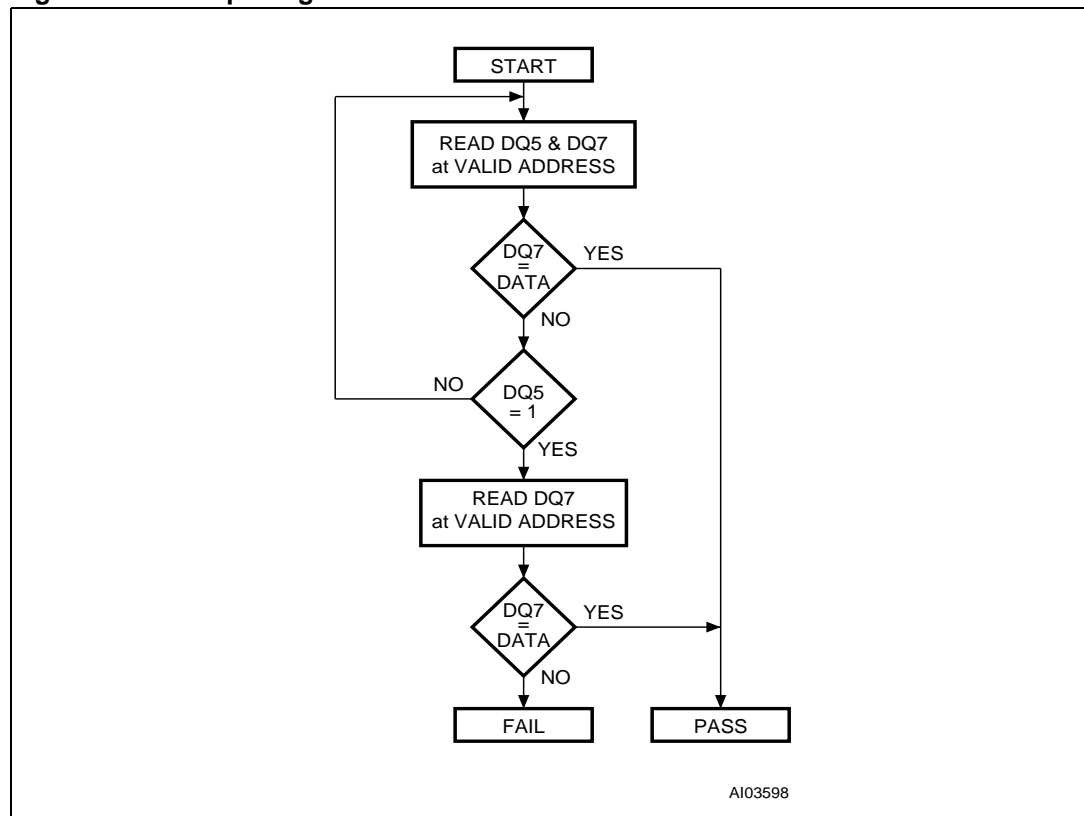 START
READ DQ5 & DQ7
at VALID ADDRESS
DQ7
=
DATA
YES
NO
DQ5
= 1
NO
YES
READ DQ7
at VALID ADDRESS
DQ7
=
DATA
YES
NO
FAIL
PASS
AI03598